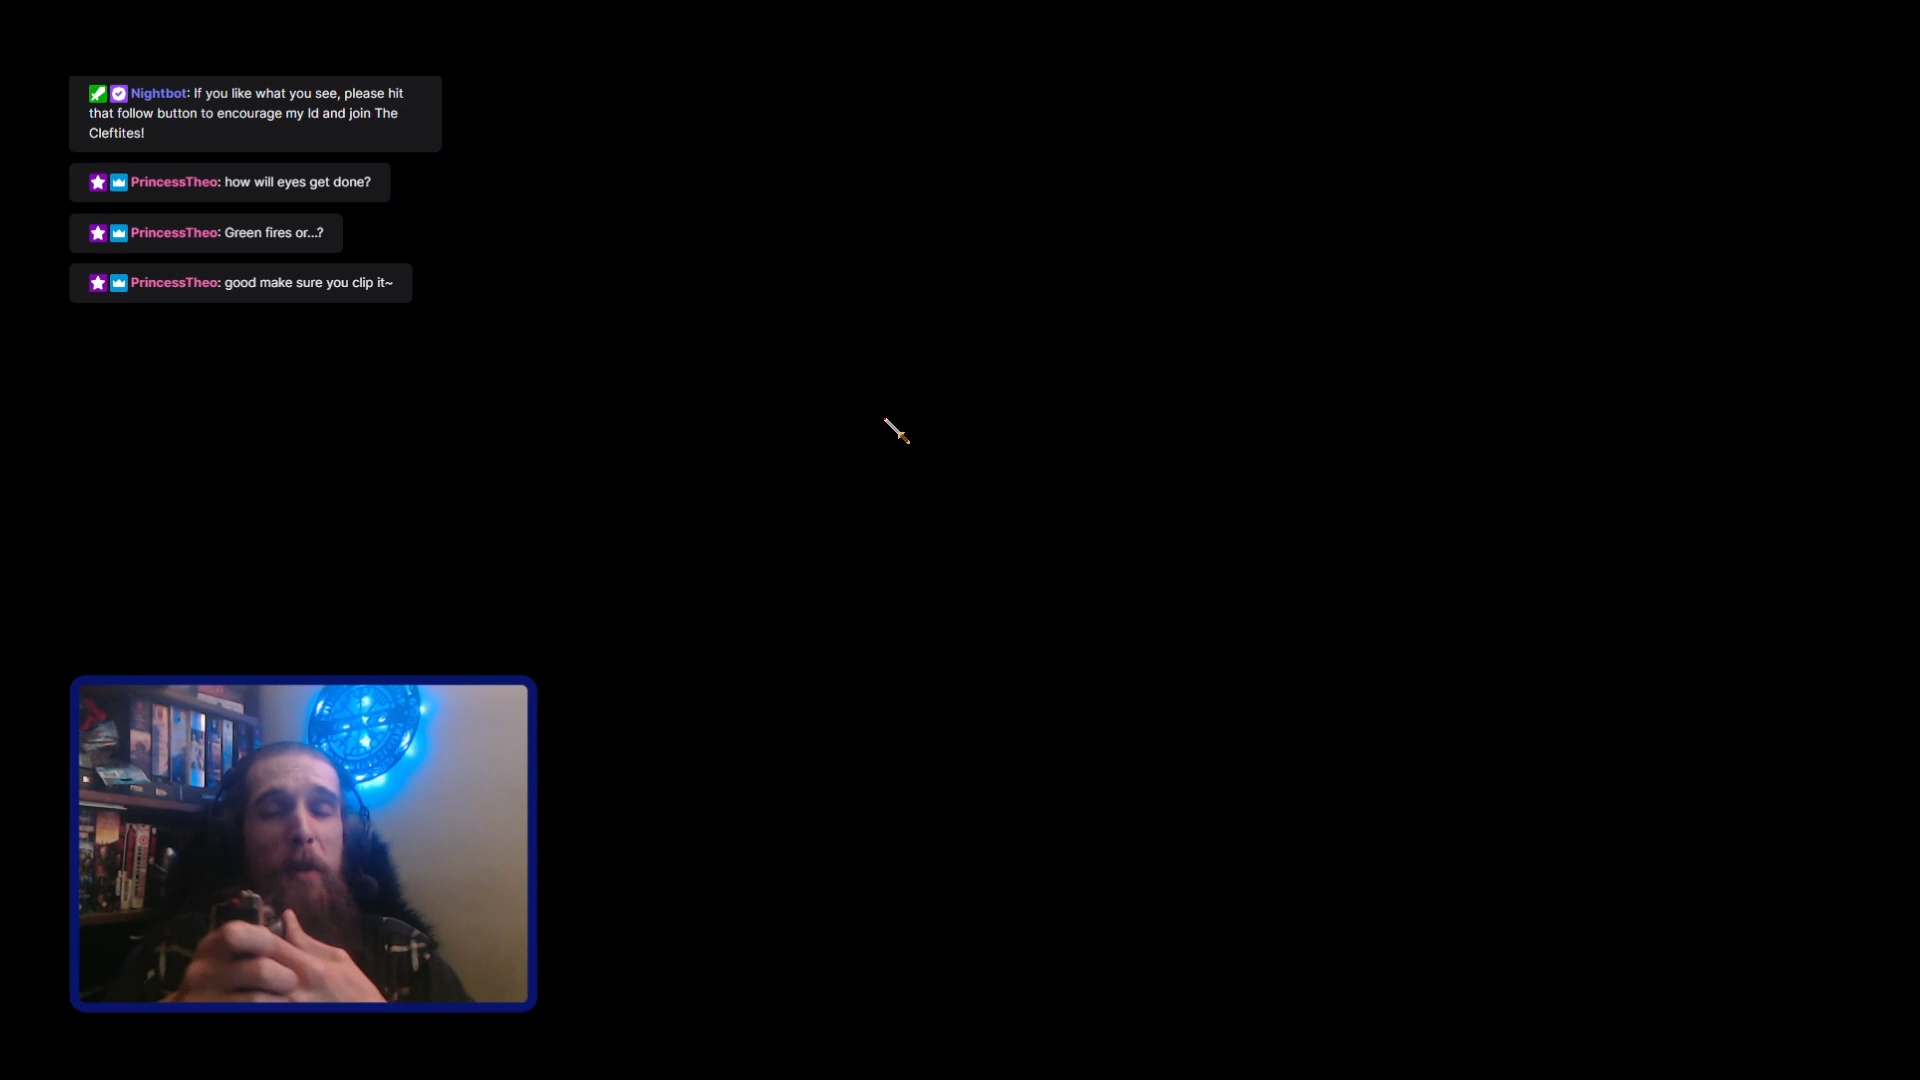 Nightbot: If you like what you see, please hit
that follow button to encourage my Id and join The
Cleftites!
PrincessTheo: how will eyes get done?
PrincessTheo: Green fires or...?
PrincessTheo: good make sure you clip it~